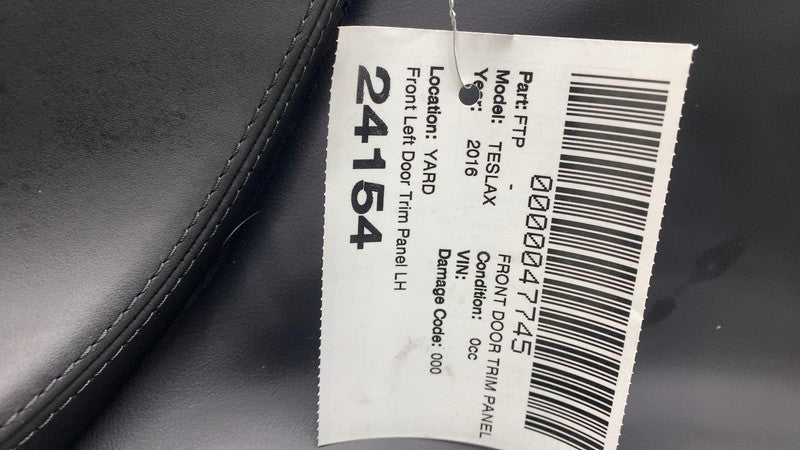 0000047745
Part: FTP - FRONT DOOR TRIM PANEL
Model: TESLAX Condition: 0cc
Year: 2016 VIN:
Location: YARD Damage Code: 000
Front Left Door Trim Panel LH
24154